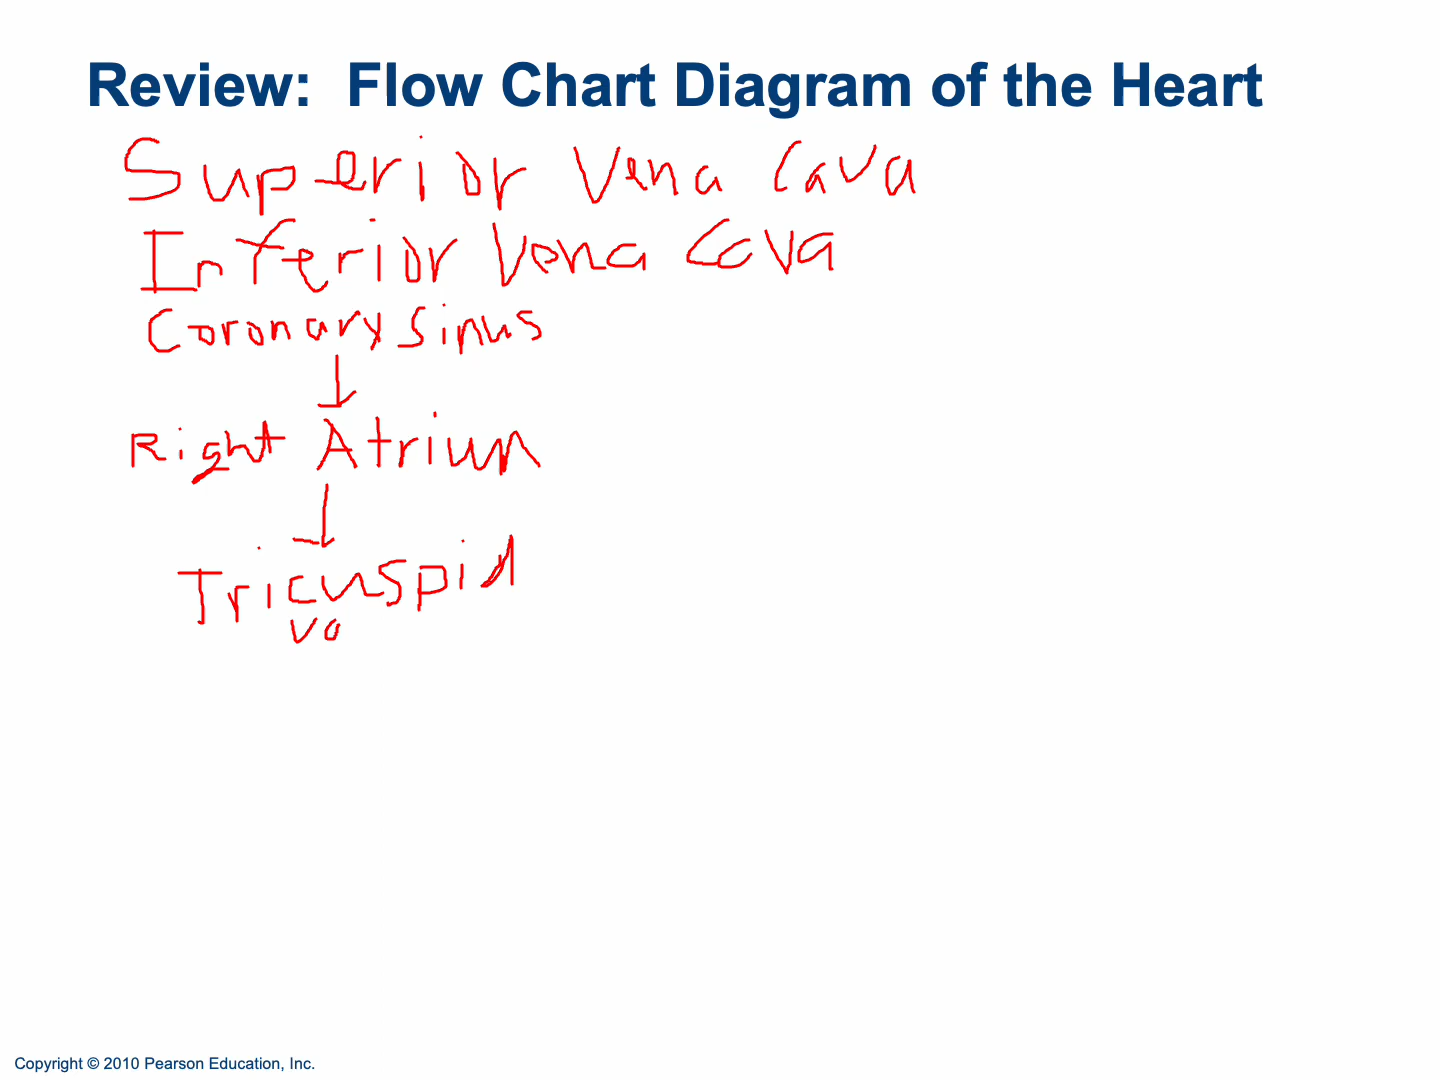 Review: Flow Chart Diagram of the Heart
Superior Vena Cava
Inferior Vena Cava
Coronary Sinus
Right Atrium
Tricuspid
Va
Copyright © 2010 Pearson Education, Inc.